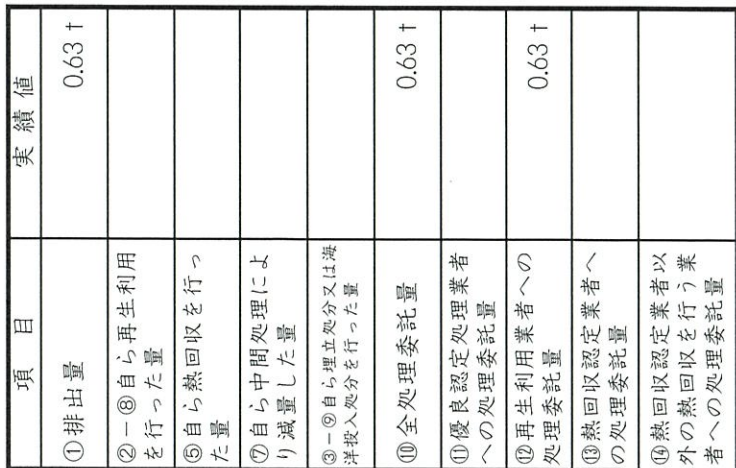 項　目
実 績 値
①排出量
0.63 t
②－⑧自ら再生利用
を行った量
⑤自ら熱回収を行っ
た量
⑦自ら中間処理によ
り減量した量
③－⑨自ら埋立処分又は海
洋投入処分を行った量
⑩全処理委託量
0.63 t
⑪優良認定処理業者
への処理委託量
⑫再生利用業者への
処理委託量
0.63 t
⑬熱回収認定業者へ
の処理委託量
⑭熱回収認定業者以
外の熱回収を行う業
者への処理委託量